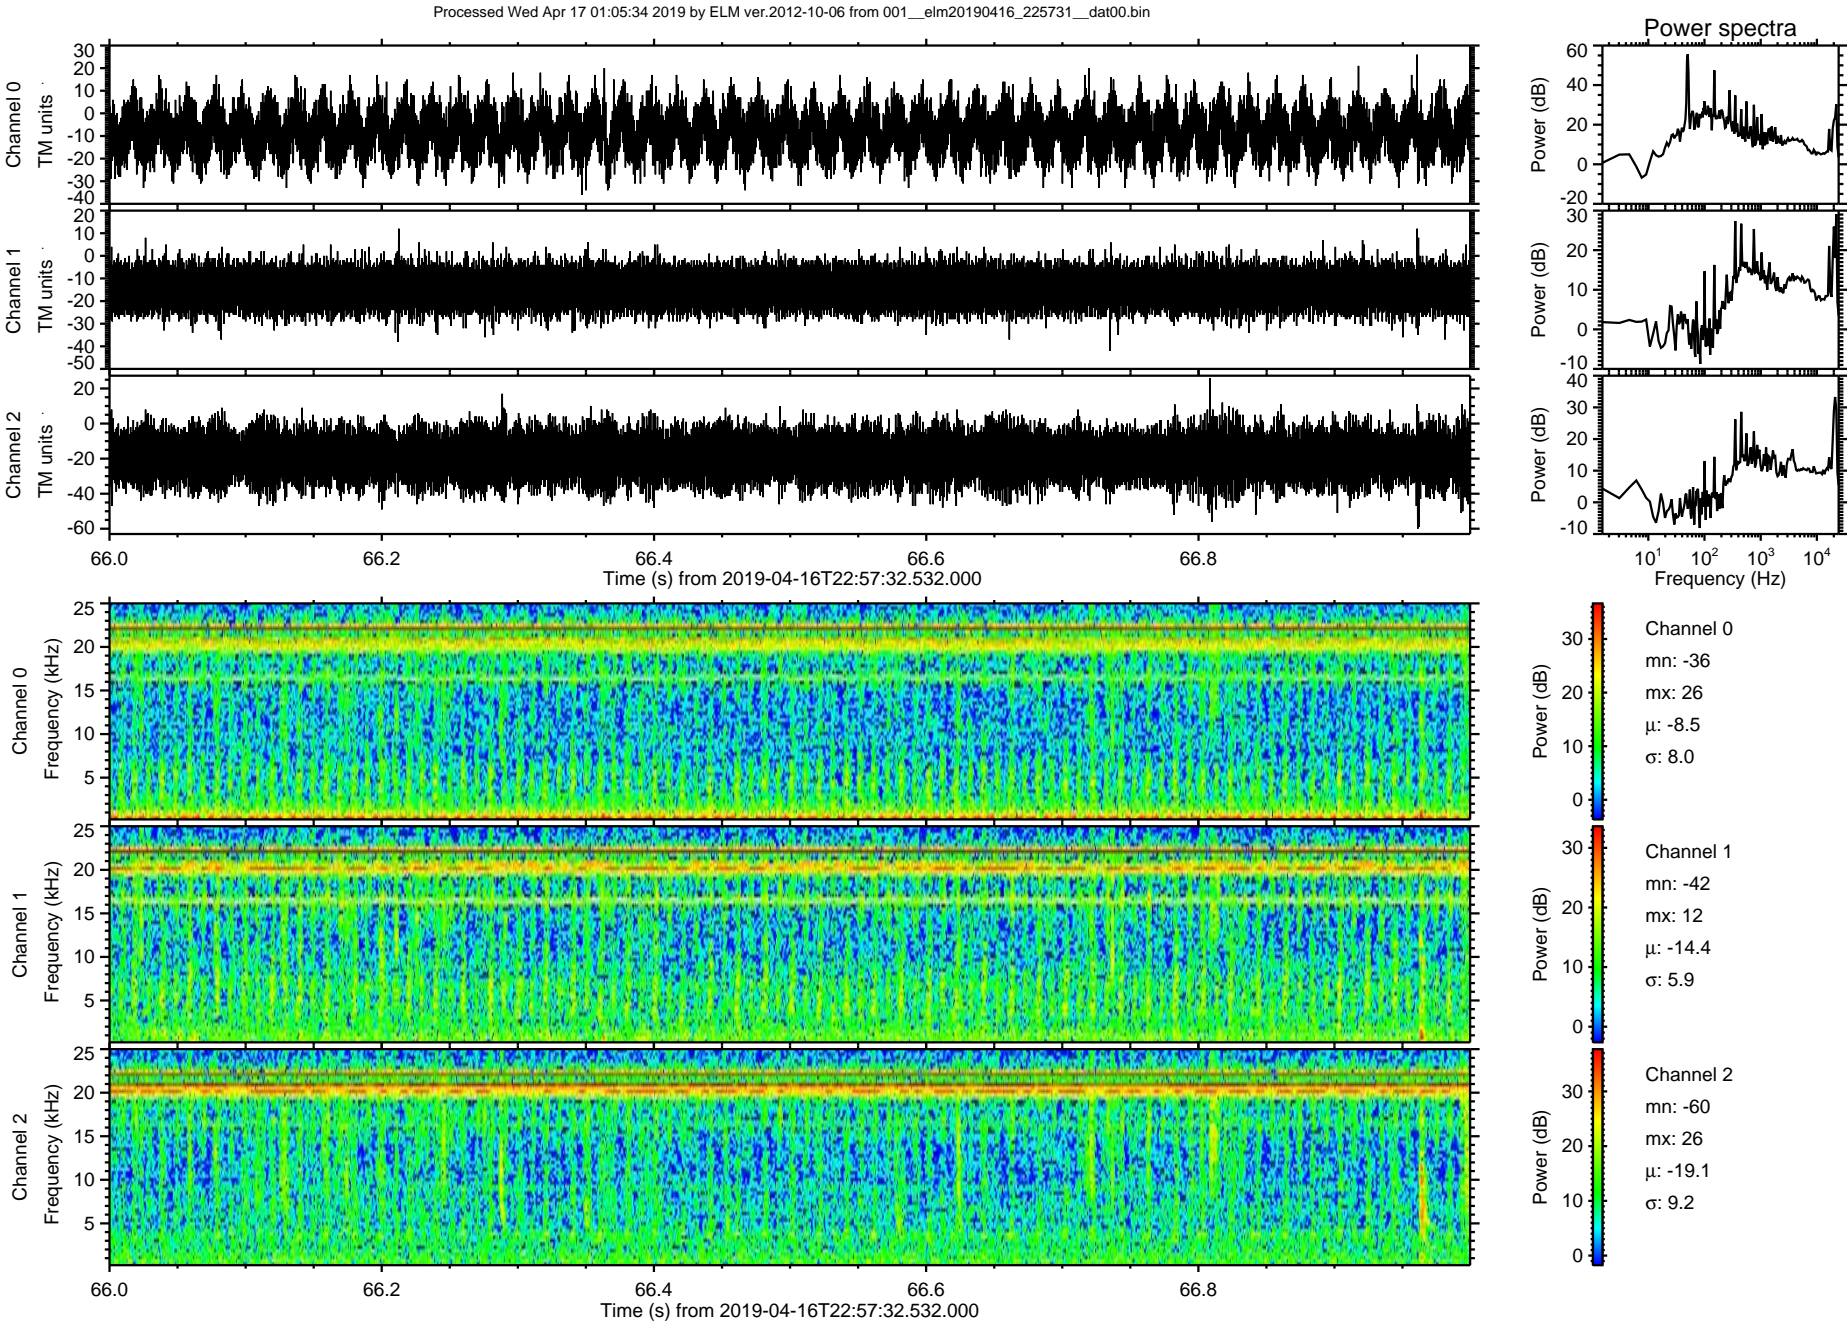 Processed Wed Apr 17 01:05:34 2019 by ELM ver.2012-10-06 from 001__elm20190416_225731__dat00.bin
Power spectra
Channel 0
TM units
30
20
10
0
-10
-20
-30
-40
Power (dB)
60
40
20
0
-20
Channel 1
TM units
20
10
0
-10
-20
-30
-40
-50
Power (dB)
30
20
10
0
-10
Channel 2
TM units
20
0
-20
-40
-60
Power (dB)
40
30
20
10
0
-10
66.0 66.2 66.4 66.6 66.8
Time (s) from 2019-04-16T22:57:32.532.000
10¹ 10² 10³ 10⁴
Frequency (Hz)
Channel 0
Frequency (kHz)
25
20
15
10
5
Power (dB)
30
20
10
0
Channel 0
mn: -36
mx: 26
μ: -8.5
σ: 8.0
Channel 1
Frequency (kHz)
25
20
15
10
5
Power (dB)
30
20
10
0
Channel 1
mn: -42
mx: 12
μ: -14.4
σ: 5.9
Channel 2
Frequency (kHz)
25
20
15
10
5
Power (dB)
30
20
10
0
Channel 2
mn: -60
mx: 26
μ: -19.1
σ: 9.2
66.0 66.2 66.4 66.6 66.8
Time (s) from 2019-04-16T22:57:32.532.000